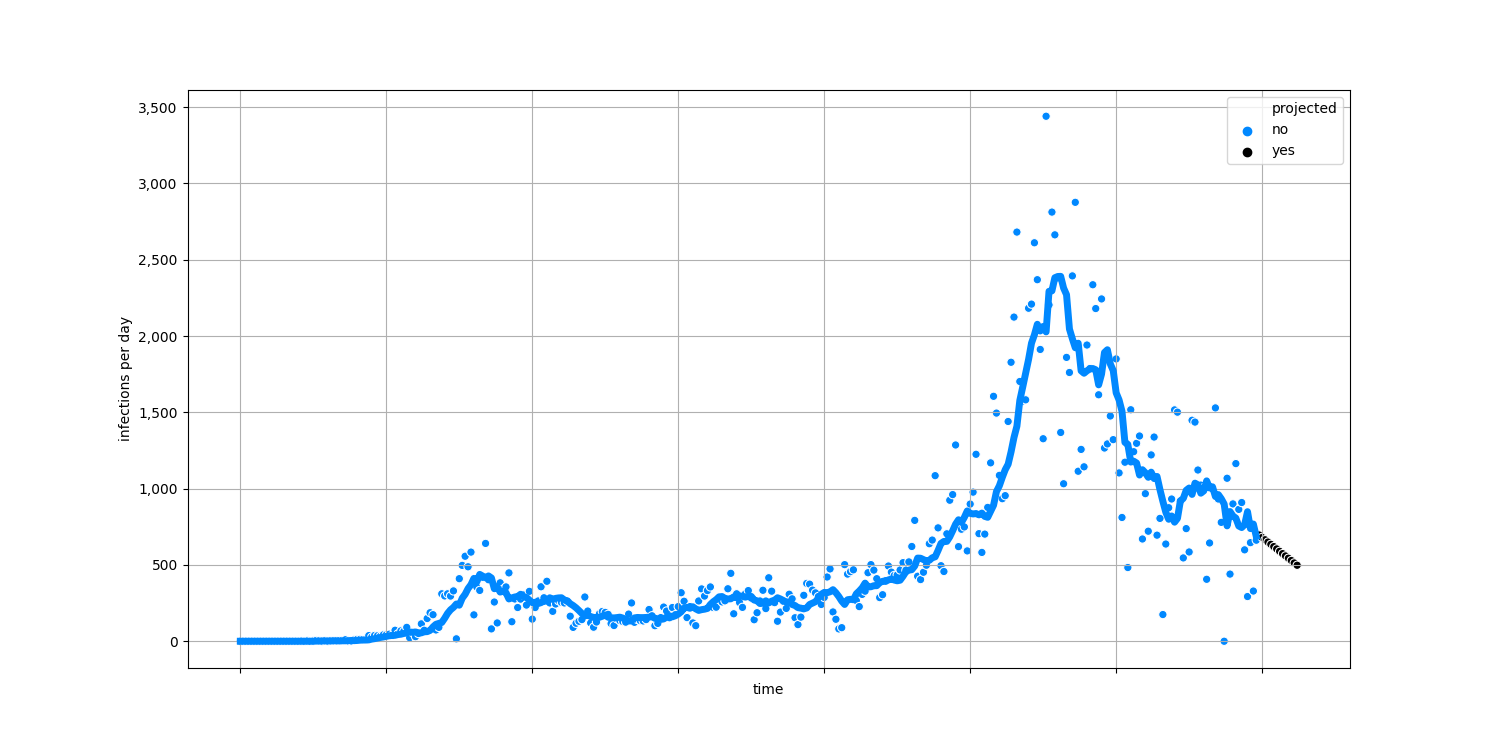 3,500
3,000
2,500
2,000
1,500
1,000
500
0
infections per day
time
projected
no
yes